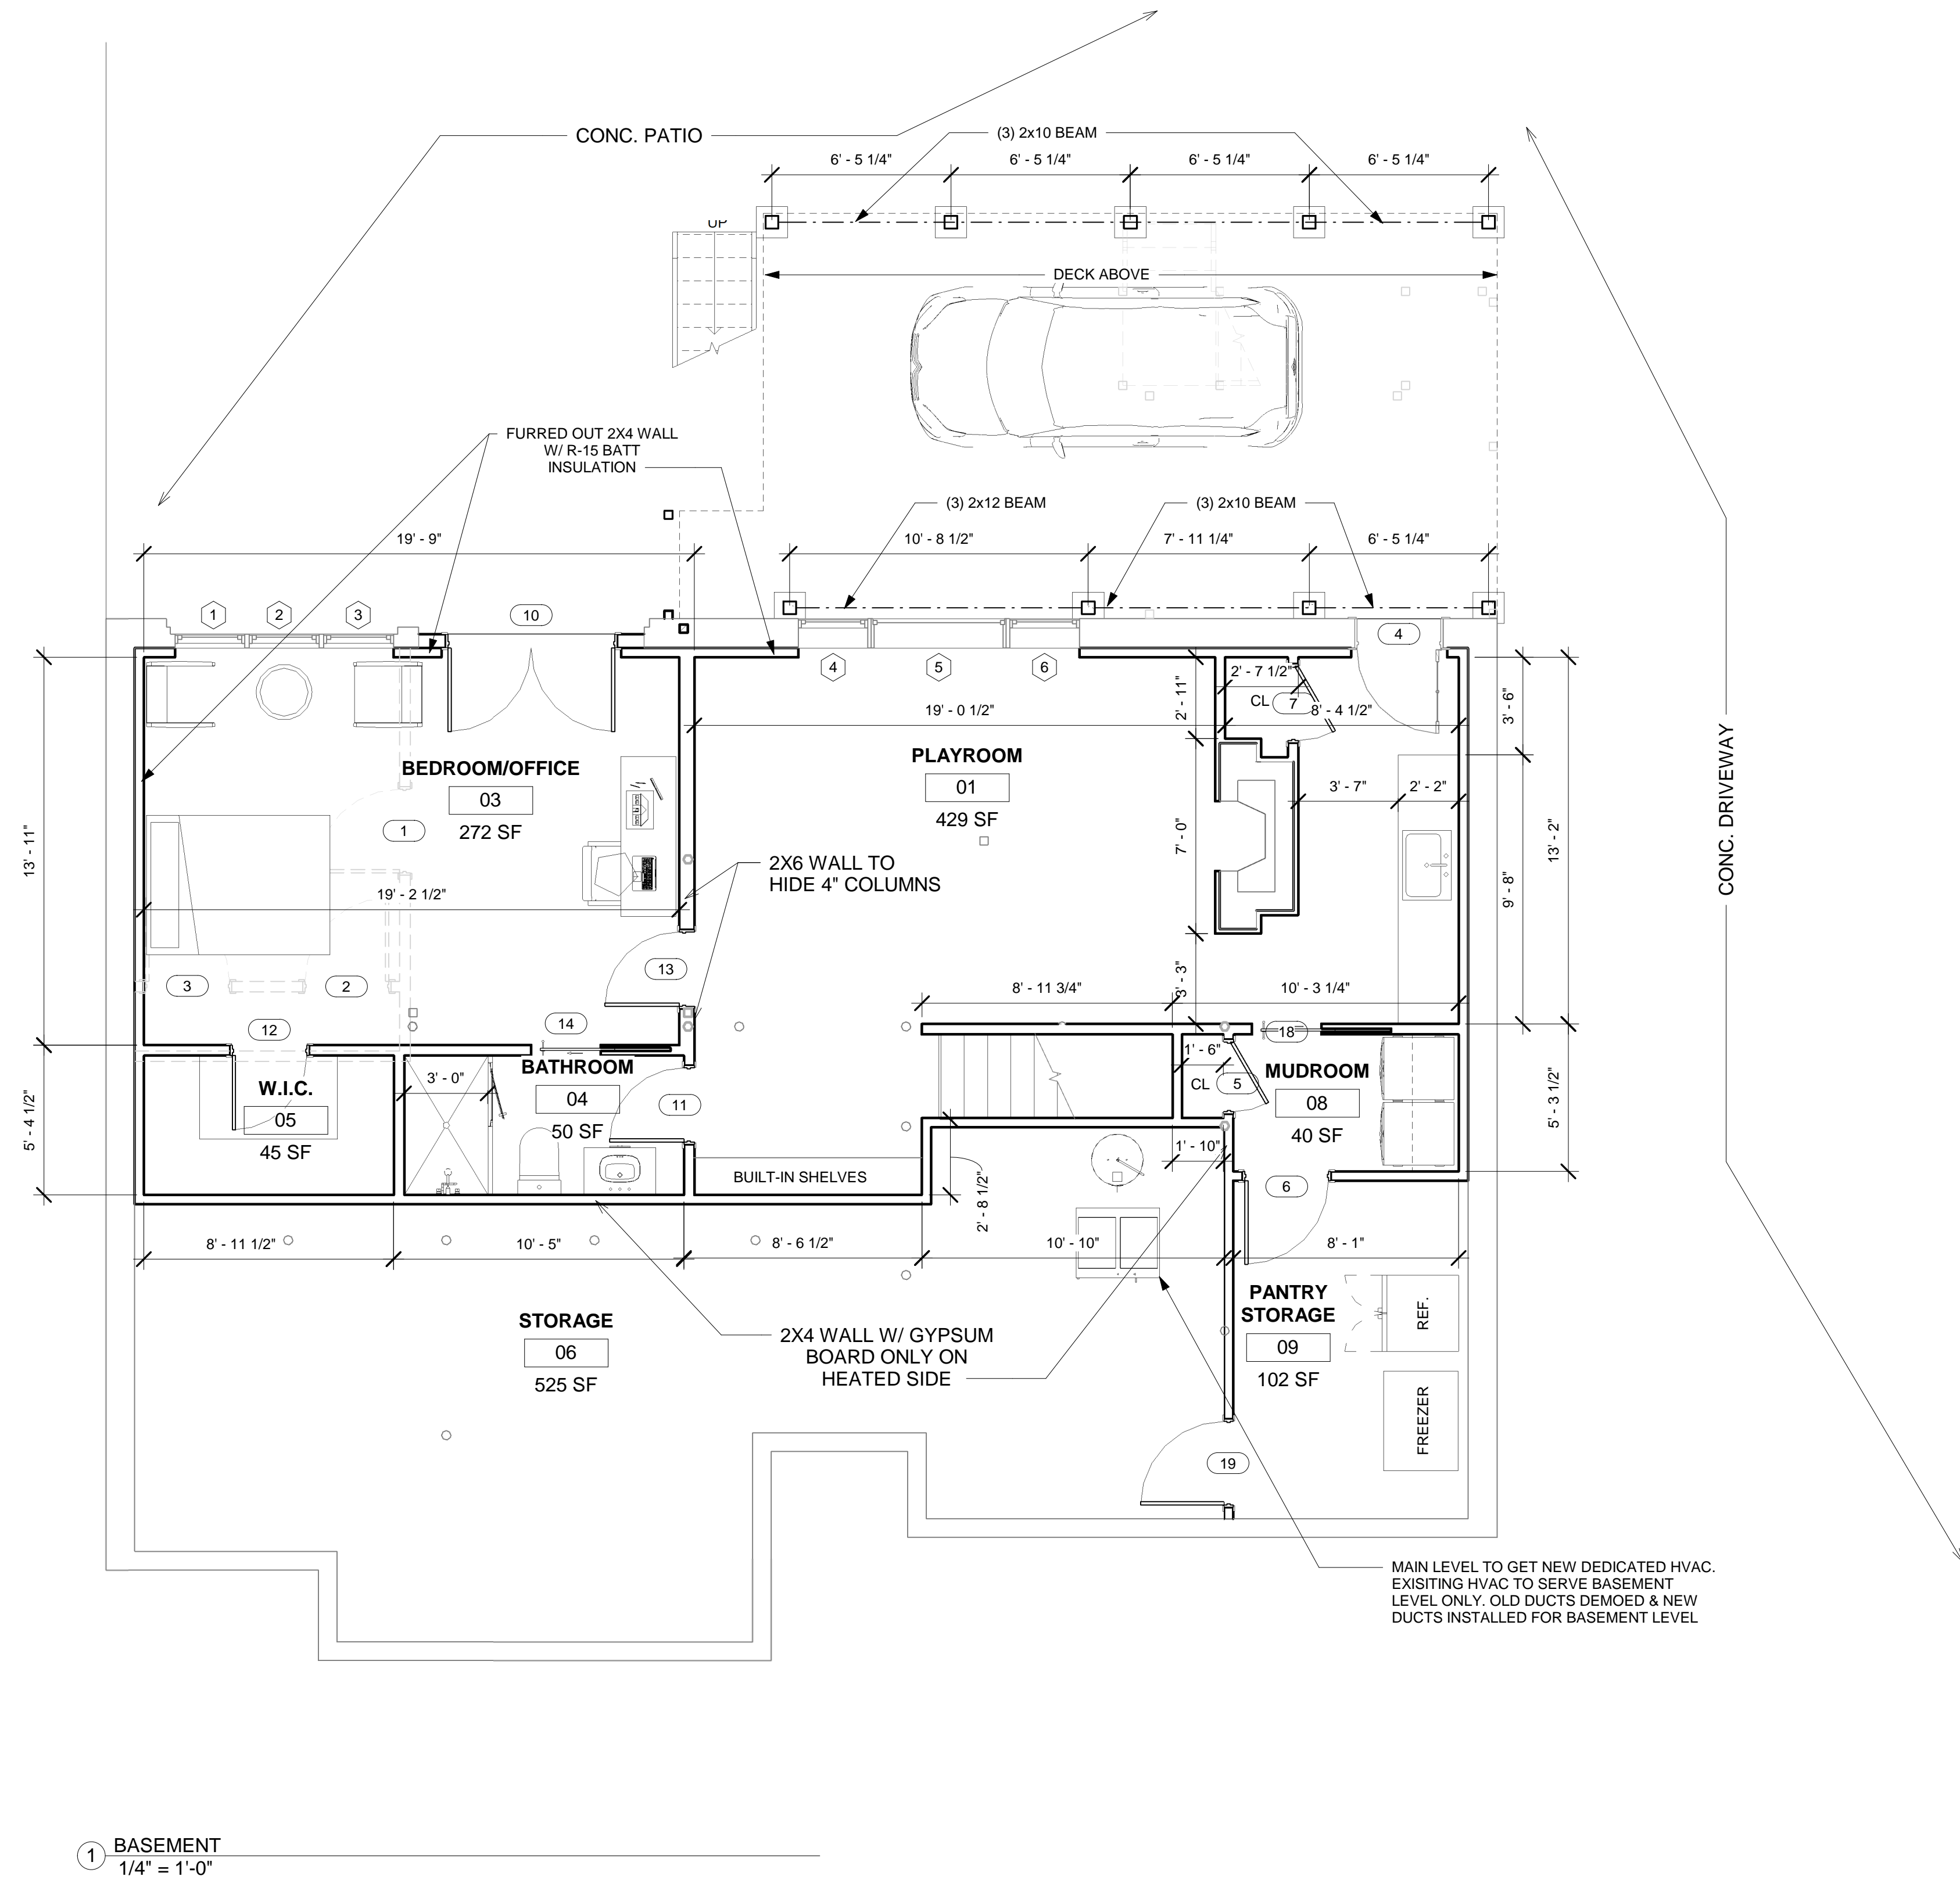 CONC. PATIO
(3) 2x10 BEAM
6' - 5 1/4"
6' - 5 1/4"
6' - 5 1/4"
6' - 5 1/4"
UP
DECK ABOVE
FURRED OUT 2X4 WALL
W/ R-15 BATT
INSULATION
(3) 2x12 BEAM
(3) 2x10 BEAM
19' - 9"
10' - 8 1/2"
7' - 11 1/4"
6' - 5 1/4"
1
2
3
10
4
4
5
6
2' - 7 1/2"
CL
7
8' - 4 1/2"
2' - 11"
3' - 6"
19' - 0 1/2"
BEDROOM/OFFICE
03
272 SF
PLAYROOM
01
429 SF
3' - 7"
2' - 2"
CONC. DRIVEWAY
1
13' - 11"
7' - 0"
13' - 2"
9' - 8"
2X6 WALL TO
HIDE 4" COLUMNS
19' - 2 1/2"
13
3
2
8' - 11 3/4"
3' - 3"
10' - 3 1/4"
12
14
18
W.I.C.
05
45 SF
3' - 0"
BATHROOM
04
50 SF
11
1' - 6"
CL
5
MUDROOM
08
40 SF
5' - 4 1/2"
5' - 3 1/2"
1' - 10"
BUILT-IN SHELVES
2' - 8 1/2"
6
8' - 11 1/2"
10' - 5"
8' - 6 1/2"
10' - 10"
8' - 1"
STORAGE
06
525 SF
2X4 WALL W/ GYPSUM
BOARD ONLY ON
HEATED SIDE
PANTRY
STORAGE
09
102 SF
REF.
FREEZER
19
MAIN LEVEL TO GET NEW DEDICATED HVAC.
EXISITING HVAC TO SERVE BASEMENT
LEVEL ONLY. OLD DUCTS DEMOED & NEW
DUCTS INSTALLED FOR BASEMENT LEVEL
1
BASEMENT
1/4" = 1'-0"